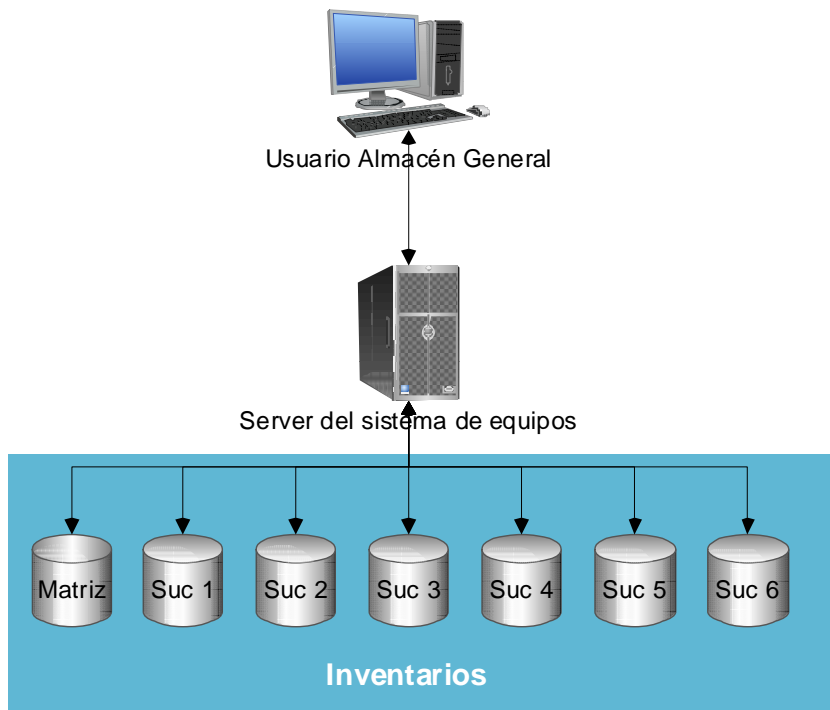 Usuario Almacén General
Server del sistema de equipos
Matriz
Suc 1
Suc 2
Suc 3
Suc 4
Suc 5
Suc 6
Inventarios